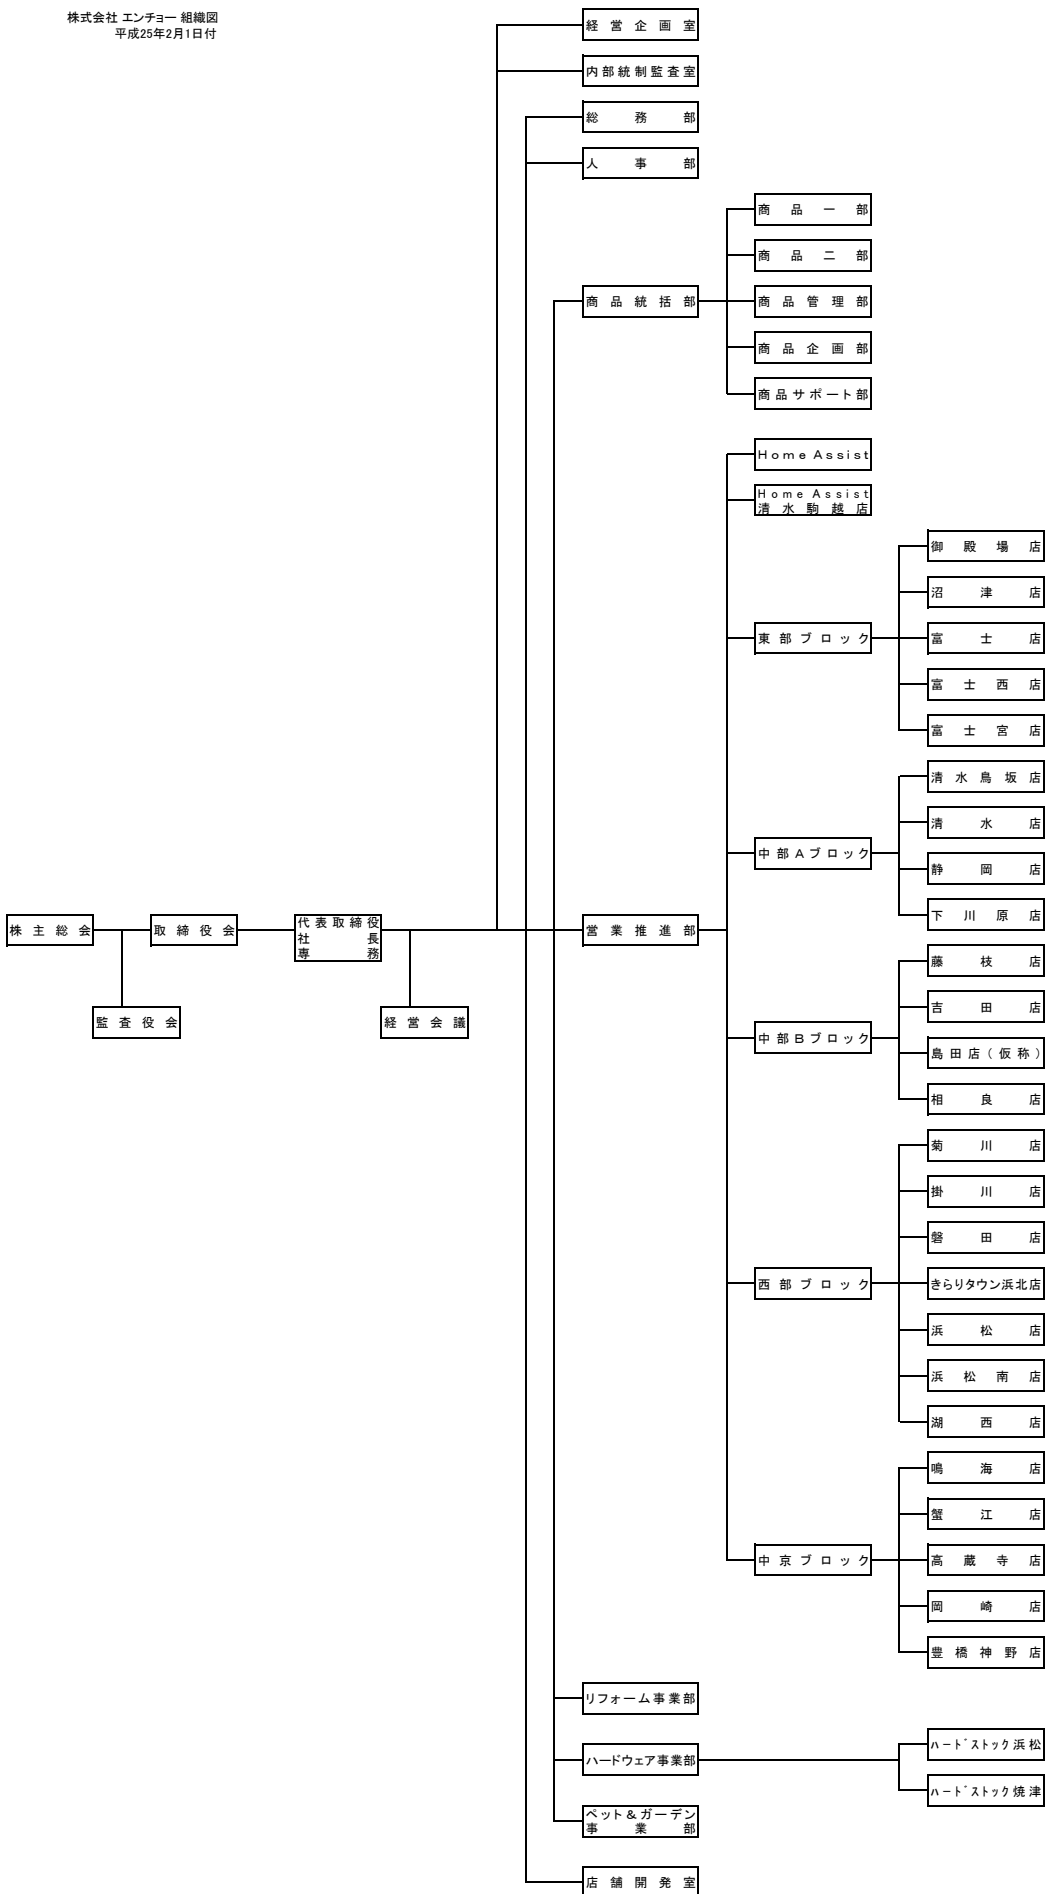 株式会社 エンチョー 組織図
平成25年2月1日付
経営企画室
内部統制監査室
総務部
人事部
商品一部
商品二部
商品統括部
商品管理部
商品企画部
商品サポート部
Home Assist
Home Assist
清水駒越店
御殿場店
沼津店
東部ブロック
富士店
富士西店
富士宮店
清水鳥坂店
清水店
中部Aブロック
静岡店
下川原店
株主総会
取締役会
代表取締役
社長
専務
営業推進部
監査役会
経営会議
藤枝店
吉田店
中部Bブロック
島田店(仮称)
相良店
菊川店
掛川店
磐田店
西部ブロック
きらりタウン浜北店
浜松店
浜松南店
湖西店
鳴海店
蟹江店
中京ブロック
高蔵寺店
岡崎店
豊橋神野店
リフォーム事業部
ハードウェア事業部
ハードストック浜松
ハードストック焼津
ペット&ガーデン
事業部
店舗開発室